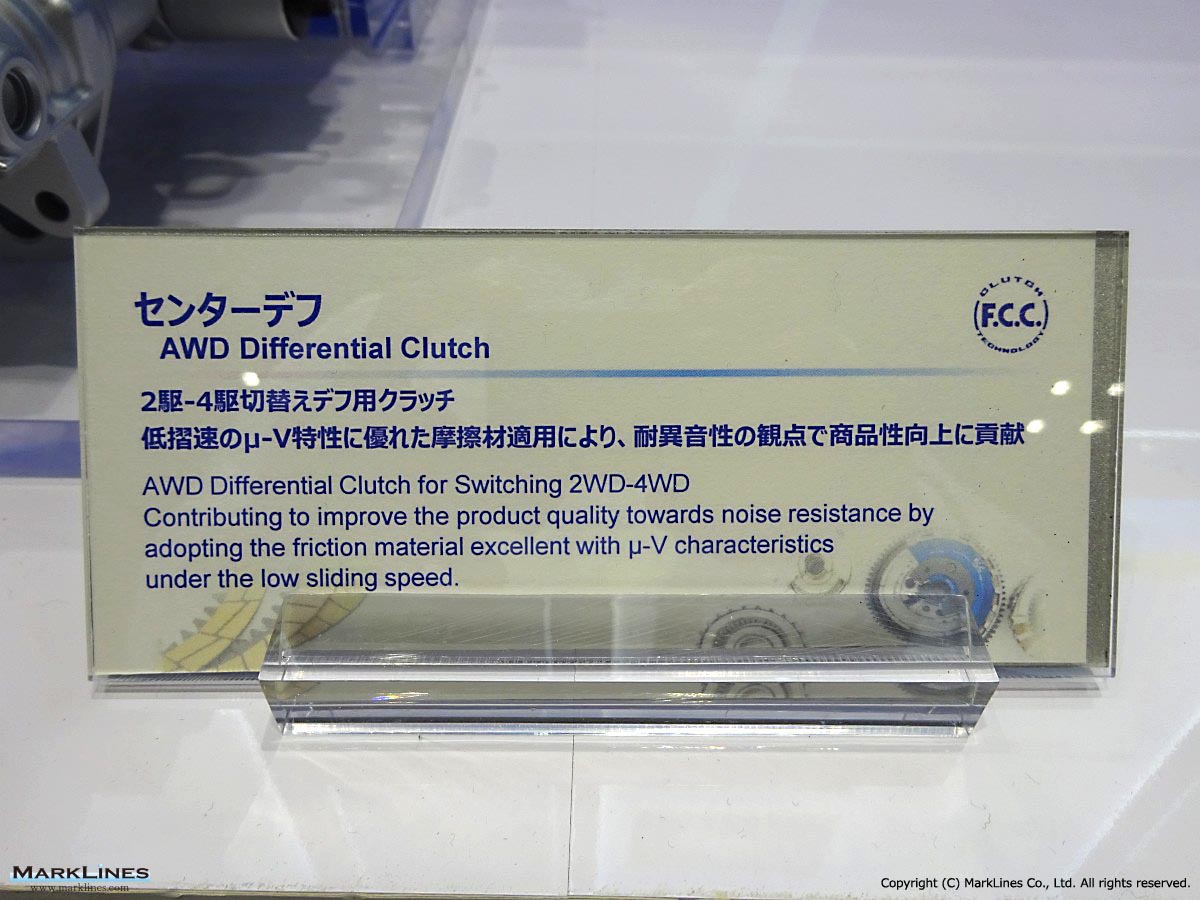 センターデフ
AWD Differential Clutch
CLUTCH
F.C.C.
TECHNOLOGY
2駆-4駆切替えデフ用クラッチ
低摺速のμ-V特性に優れた摩擦材適用により、耐異音性の観点で商品性向上に貢献
AWD Differential Clutch for Switching 2WD-4WD
Contributing to improve the product quality towards noise resistance by
adopting the friction material excellent with μ-V characteristics
under the low sliding speed.
MARKLINES
www.marklines.com
Copyright (C) MarkLines Co., Ltd. All rights reserved.